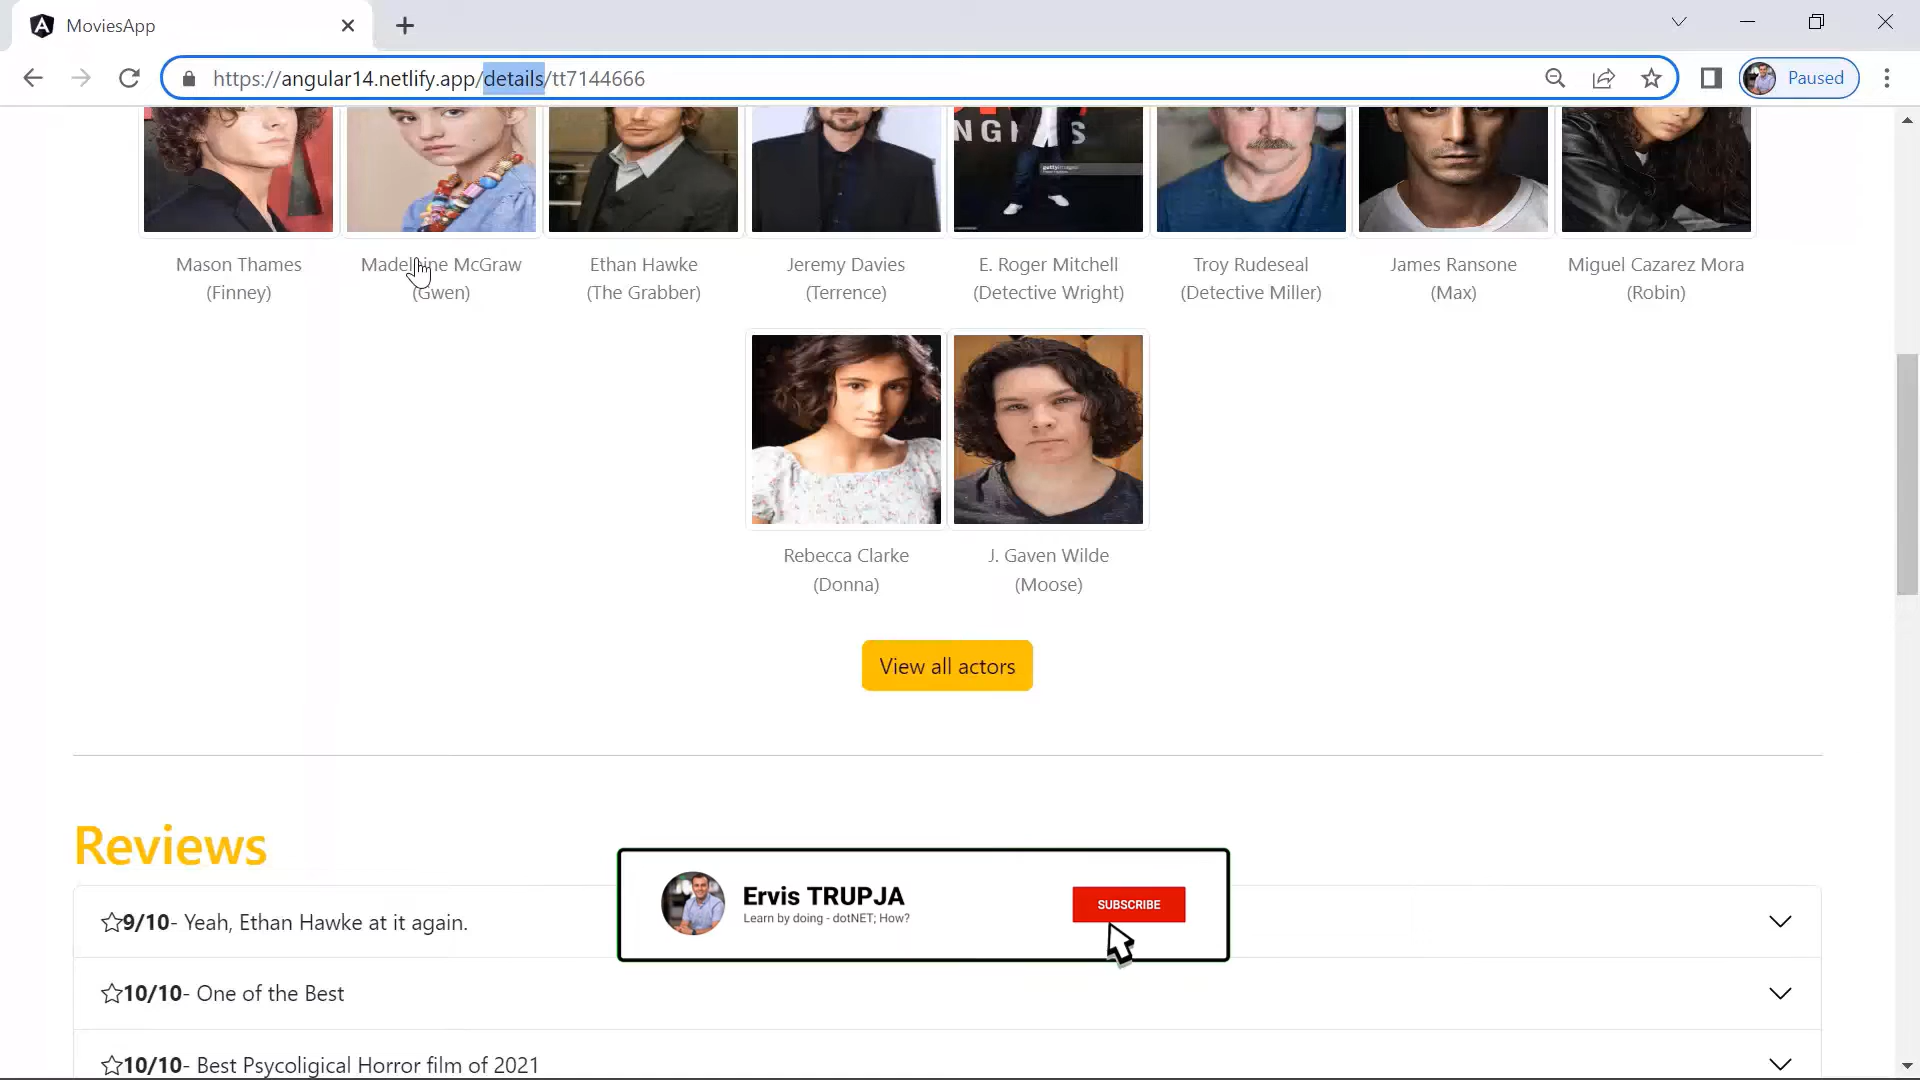 MoviesApp
https://angular14.netlify.app/details/tt7144666
Paused
NG
S
gettyimages
Mason Thames
(Finney)
Madeleine McGraw
(Gwen)
Ethan Hawke
(The Grabber)
Jeremy Davies
(Terrence)
E. Roger Mitchell
(Detective Wright)
Troy Rudeseal
(Detective Miller)
James Ransone
(Max)
Miguel Cazarez Mora
(Robin)
Rebecca Clarke
(Donna)
J. Gaven Wilde
(Moose)
View all actors
Reviews
9/10- Yeah, Ethan Hawke at it again.
Ervis TRUPJA
Learn by doing - dotNET; How?
SUBSCRIBE
10/10- One of the Best
10/10- Best Psycoligical Horror film of 2021